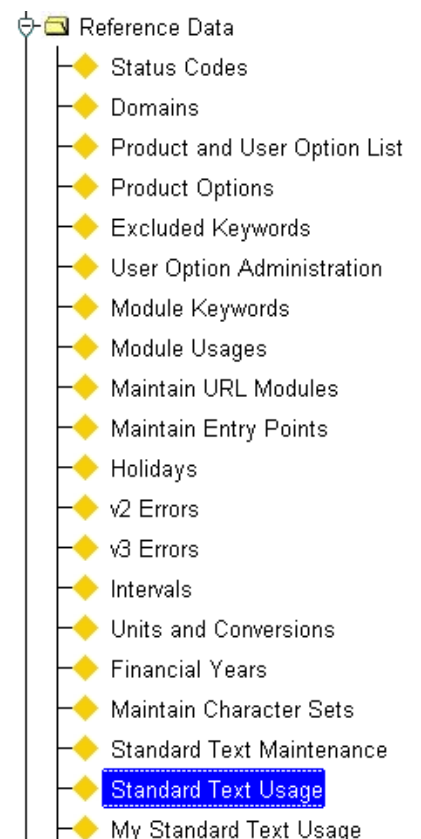 Reference Data
Status Codes
Domains
Product and User Option List
Product Options
Excluded Keywords
User Option Administration
Module Keywords
Module Usages
Maintain URL Modules
Maintain Entry Points
Holidays
v2 Errors
v3 Errors
Intervals
Units and Conversions
Financial Years
Maintain Character Sets
Standard Text Maintenance
Standard Text Usage
My Standard Text Usage